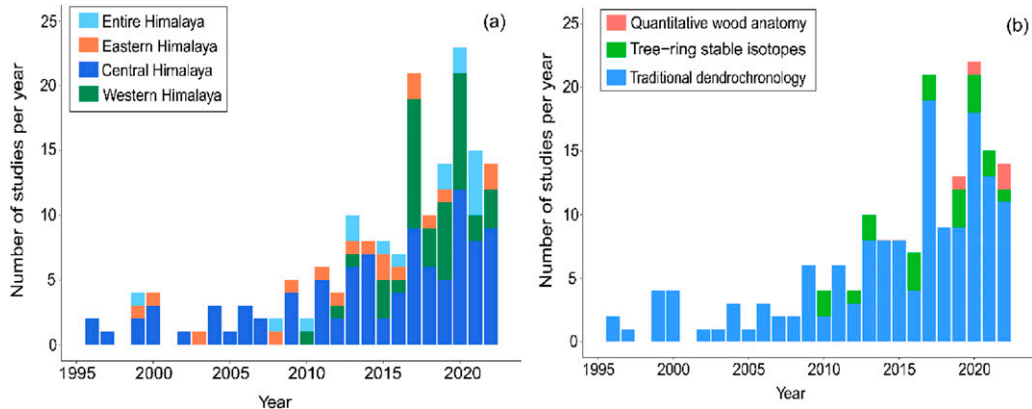 (a)
Entire Himalaya
Eastern Himalaya
Central Himalaya
Western Himalaya
Number of studies per year
25
20
15
10
5
0
1995 2000 2005 2010 2015 2020
Year
(b)
Quantitative wood anatomy
Tree-ring stable isotopes
Traditional dendrochronology
Number of studies per year
25
20
15
10
5
0
1995 2000 2005 2010 2015 2020
Year